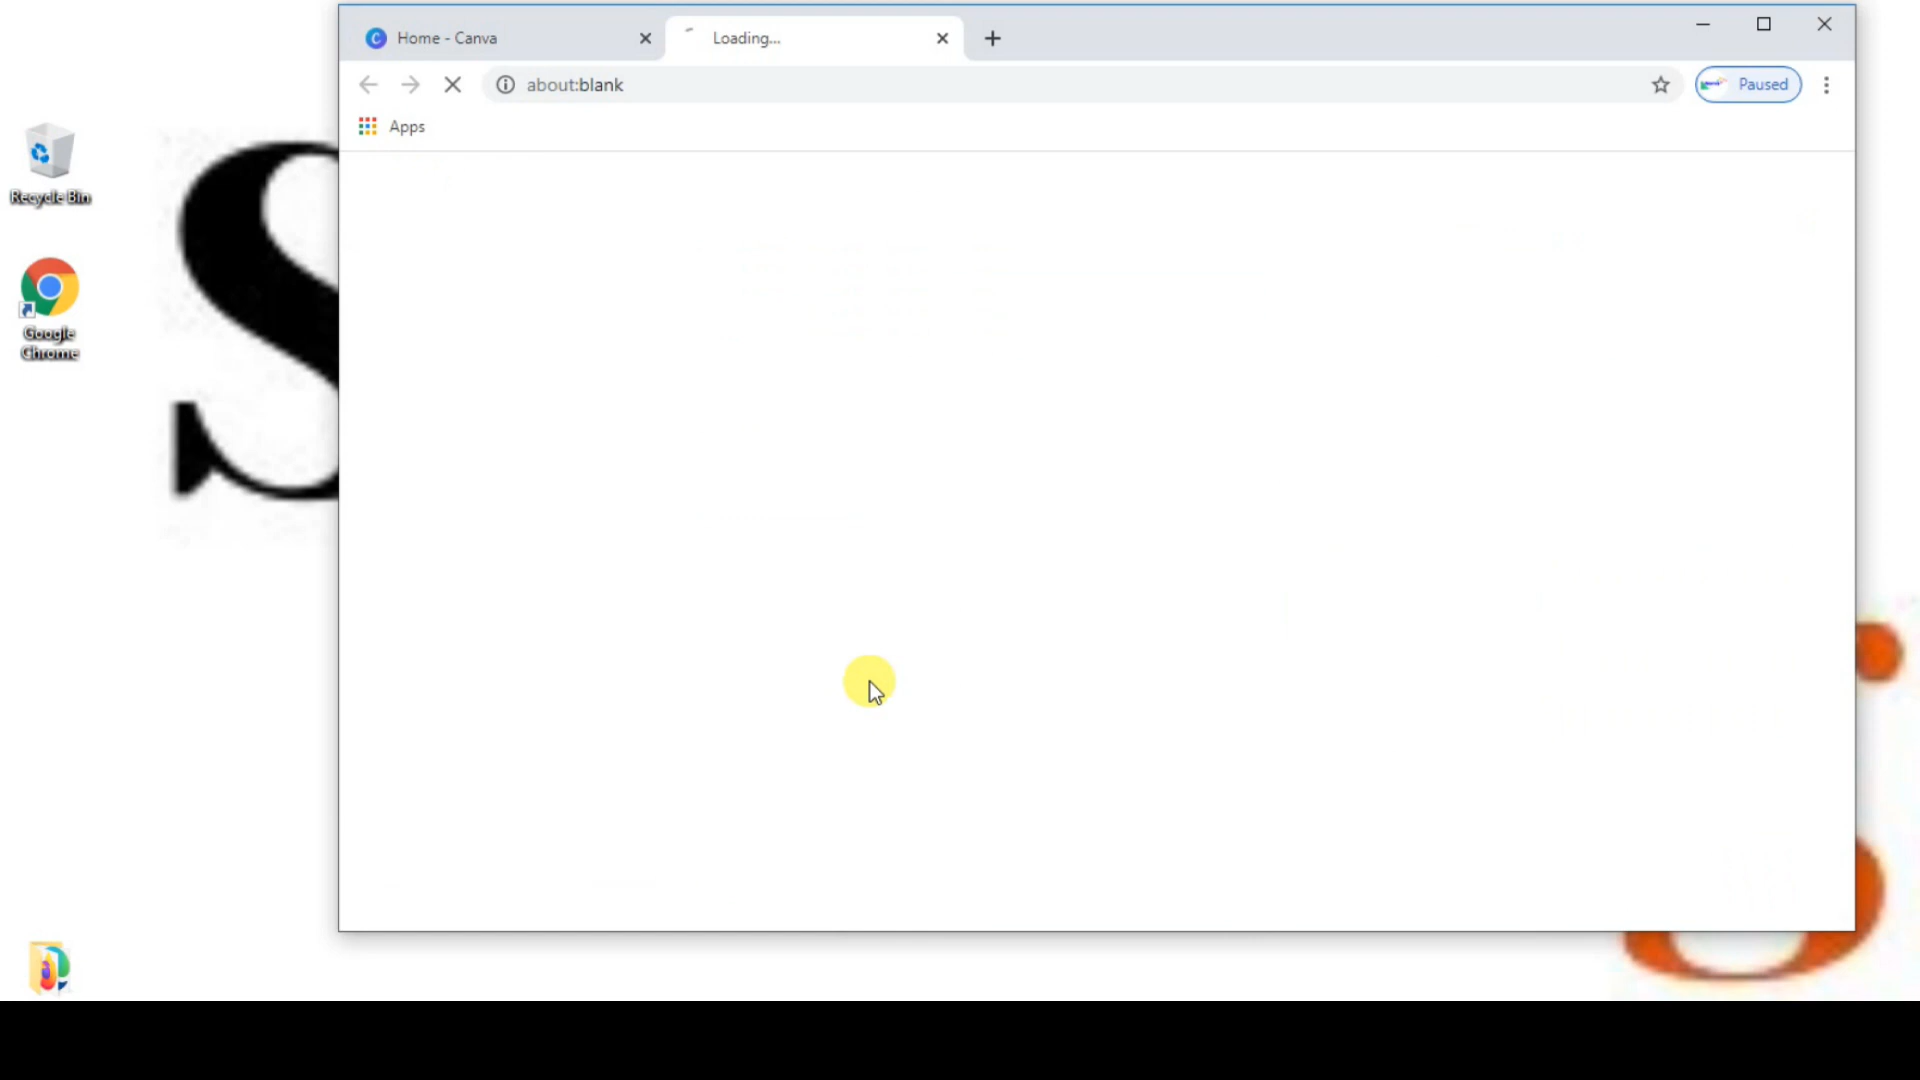 Home - Canva
Loading...
about:blank
Paused
Apps
Recycle Bin
Google
Chrome
S
g